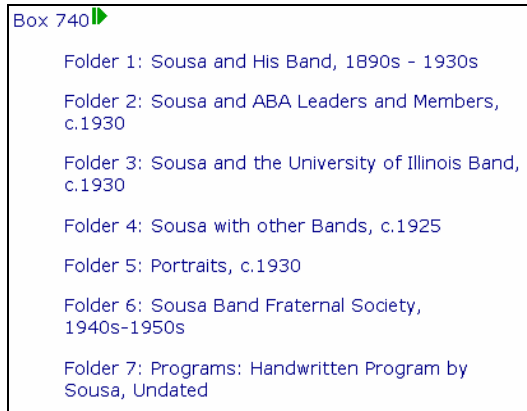 Box 740
Folder 1: Sousa and His Band, 1890s - 1930s
Folder 2: Sousa and ABA Leaders and Members,
c.1930
Folder 3: Sousa and the University of Illinois Band,
c.1930
Folder 4: Sousa with other Bands, c.1925
Folder 5: Portraits, c.1930
Folder 6: Sousa Band Fraternal Society,
1940s-1950s
Folder 7: Programs: Handwritten Program by
Sousa, Undated